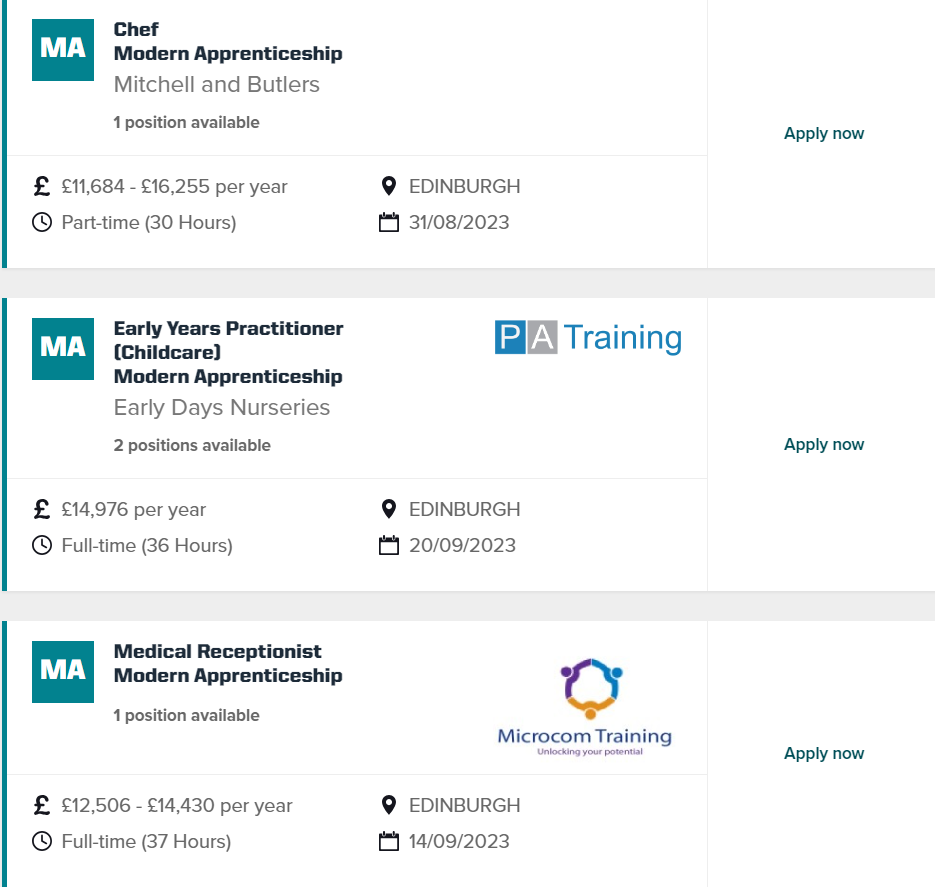 MA
Chef
Modern Apprenticeship
Mitchell and Butlers
1 position available
Apply now
£ £11,684 - £16,255 per year
EDINBURGH
Part-time (30 Hours)
31/08/2023
MA
Early Years Practitioner
(Childcare)
Modern Apprenticeship
Early Days Nurseries
2 positions available
PA Training
Apply now
£ £14,976 per year
EDINBURGH
Full-time (36 Hours)
20/09/2023
MA
Medical Receptionist
Modern Apprenticeship
1 position available
Microcom Training
Unlocking your potential
Apply now
£ £12,506 - £14,430 per year
EDINBURGH
Full-time (37 Hours)
14/09/2023